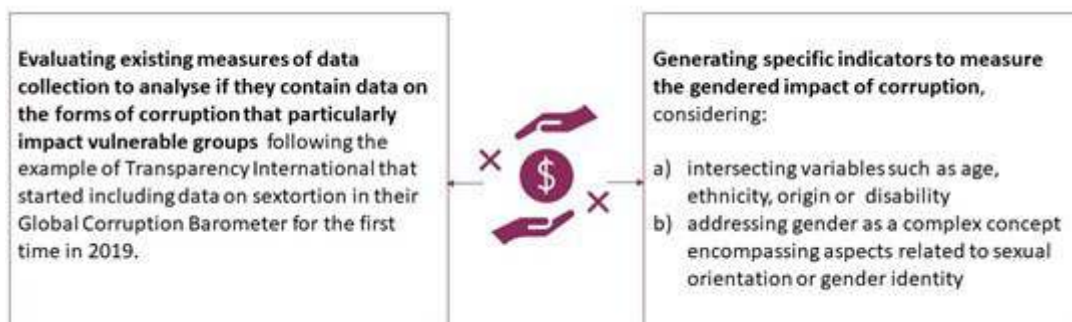 Evaluating existing measures of data
collection to analyse if they contain data on
the forms of corruption that particularly
impact vulnerable groups following the
example of Transparency International that
started including data on sextortion in their
Global Corruption Barometer for the first
time in 2019.
$
Generating specific indicators to measure
the gendered impact of corruption,
considering:
a) intersecting variables such as age,
ethnicity, origin or disability
b) addressing gender as a complex concept
encompassing aspects related to sexual
orientation or gender identity